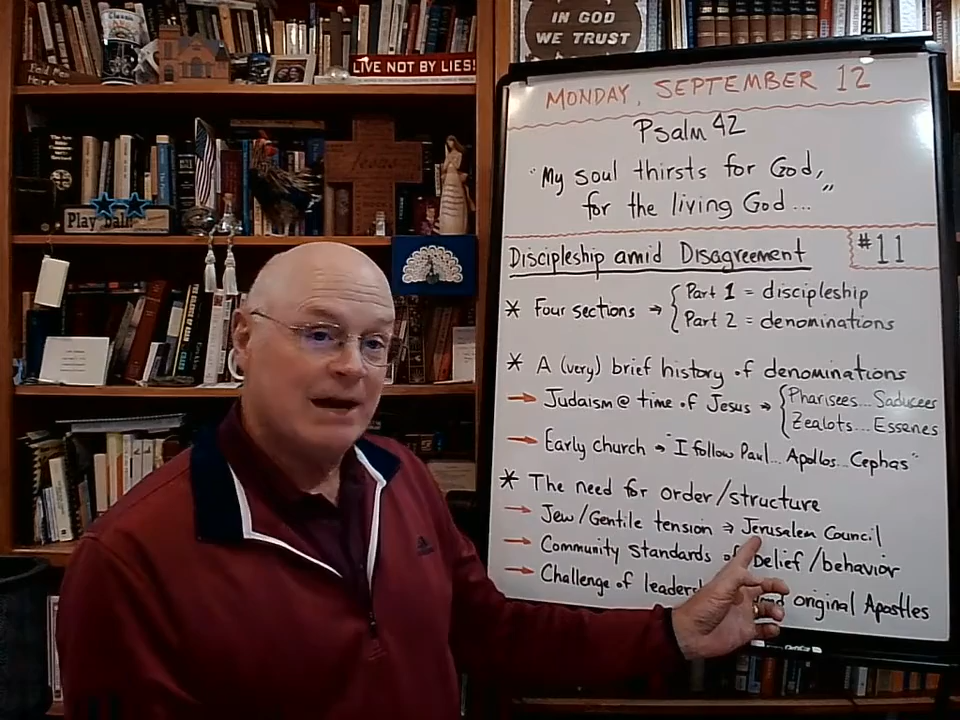 IN GOD
WE TRUST
LIVE NOT BY LIES!
Play ball
MONDAY, SEPTEMBER 12
Psalm 42
"My soul thirsts for God,
for the living God..."
Discipleship amid Disagreement
#11
* Four sections → { Part 1 = discipleship
Part 2 = denominations
* A (very) brief history of denominations
→ Judaism @ time of Jesus → { Pharisees... Saducees
Zealots... Essenes
→ Early church → "I follow Paul... Apollos... Cephas"
* The need for order/structure
→ Jew/Gentile tension → Jerusalem Council
→ Community standards of belief/behavior
→ Challenge of original Apostles